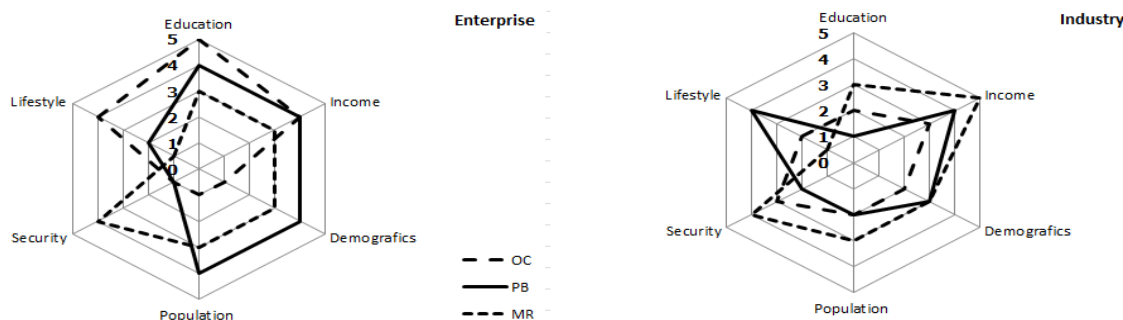 Education
Enterprise
5
4
3
2
1
0
Lifestyle
Income
Security
Demografics
Population
OC
PB
MR
Education
Industry
5
4
3
2
1
0
Lifestyle
Income
Security
Demografics
Population